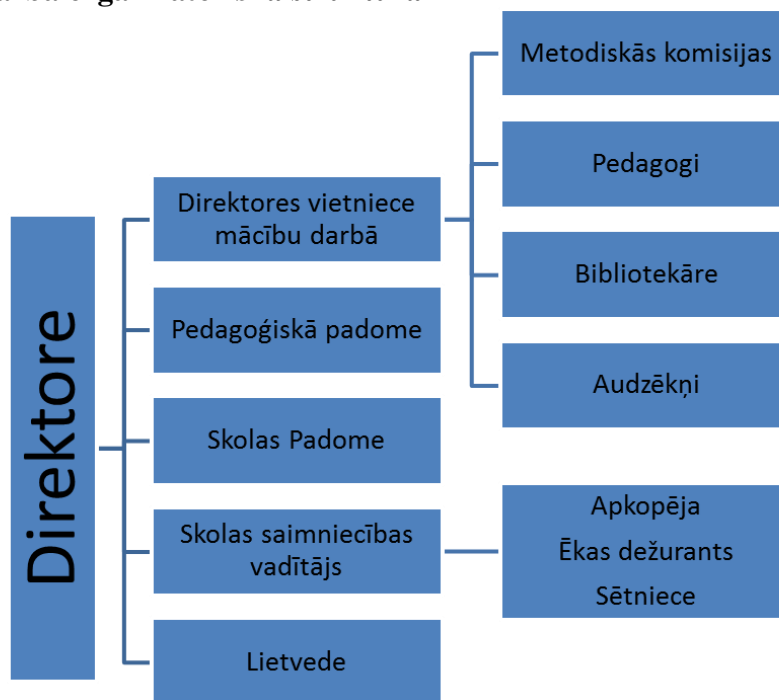 Direktore
Direktores vietniece
mācību darbā
Pedagoģiskā padome
Skolas Padome
Skolas saimniecības
vadītājs
Lietvede
Metodiskās komisijas
Pedagogi
Bibliotekāre
Audzēkņi
Apkopēja
Ēkas dežurants
Sētniece